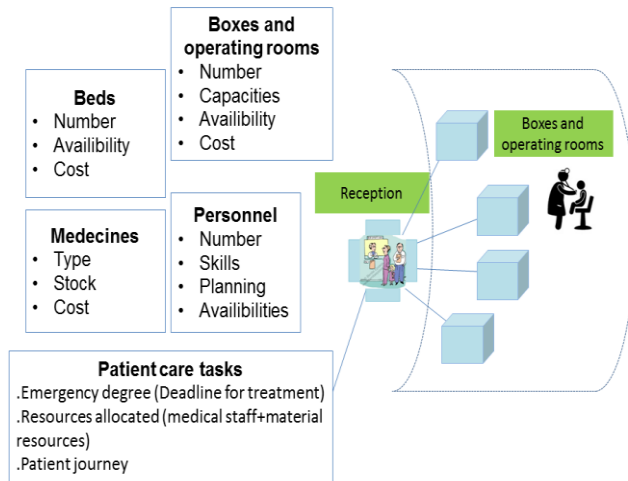 Boxes and
operating rooms
• Number
• Capacities
• Availibility
• Cost
Beds
• Number
• Availibility
• Cost
Boxes and
operating rooms
Reception
Medecines
• Type
• Stock
• Cost
Personnel
• Number
• Skills
• Planning
• Availibilities
Patient care tasks
.Emergency degree (Deadline for treatment)
.Resources allocated (medical staff+material
resources)
.Patient journey